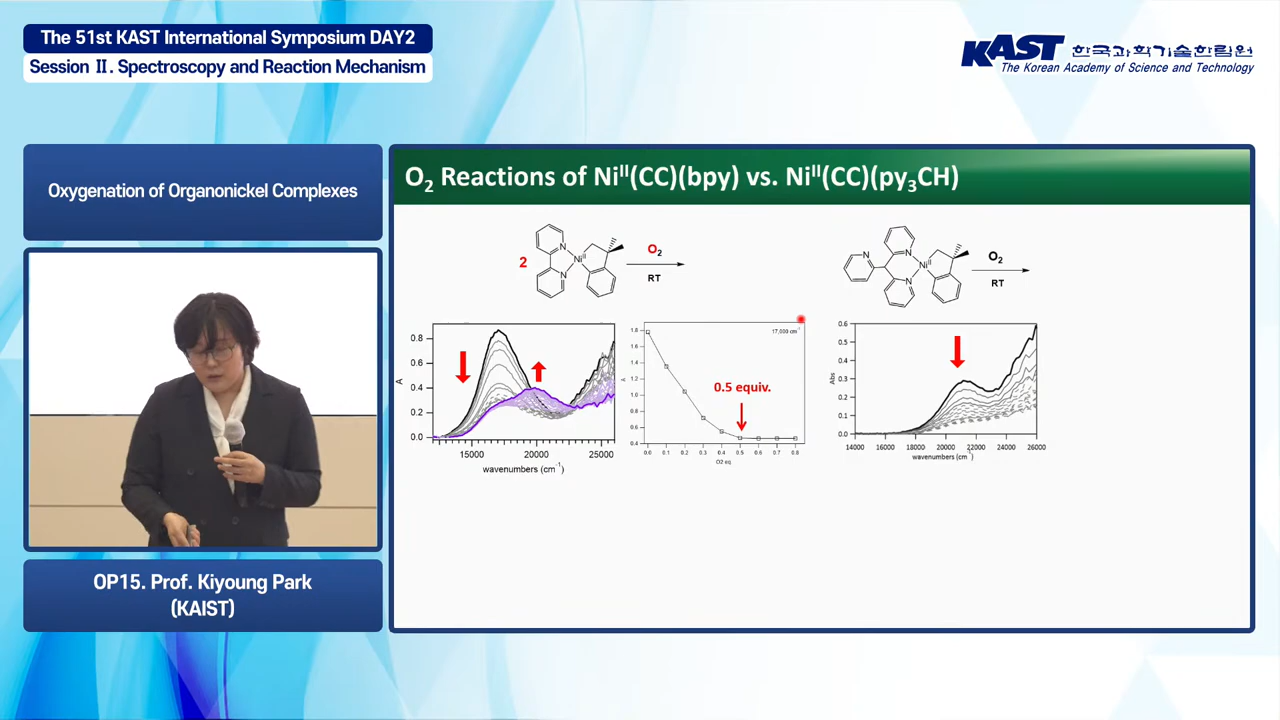 The 51st KAST International Symposium DAY2
Session Ⅱ. Spectroscopy and Reaction Mechanism
KAST 한국과학기술한림원
The Korean Academy of Science and Technology
Oxygenation of Organonickel Complexes
OP15. Prof. Kiyoung Park
(KAIST)
O₂ Reactions of Niᴵᴵ(CC)(bpy) vs. Niᴵᴵ(CC)(py₃CH)
2
N
N
Niᴵᴵ
O₂
RT
N
N
N
Niᴵᴵ
O₂
RT
A
0.8
0.6
0.4
0.2
0.0
15000 20000 25000
wavenumbers (cm⁻¹)
17,600 cm⁻¹
0.5 equiv.
A
1.8
1.6
1.4
1.2
1.0
0.8
0.6
0.4
0.0 0.1 0.2 0.3 0.4 0.5 0.6 0.7 0.8
O2 eq
Abs
0.6
0.5
0.4
0.3
0.2
0.1
0.0
14000 16000 18000 20000 22000 24000 26000
wavenumbers (cm⁻¹)